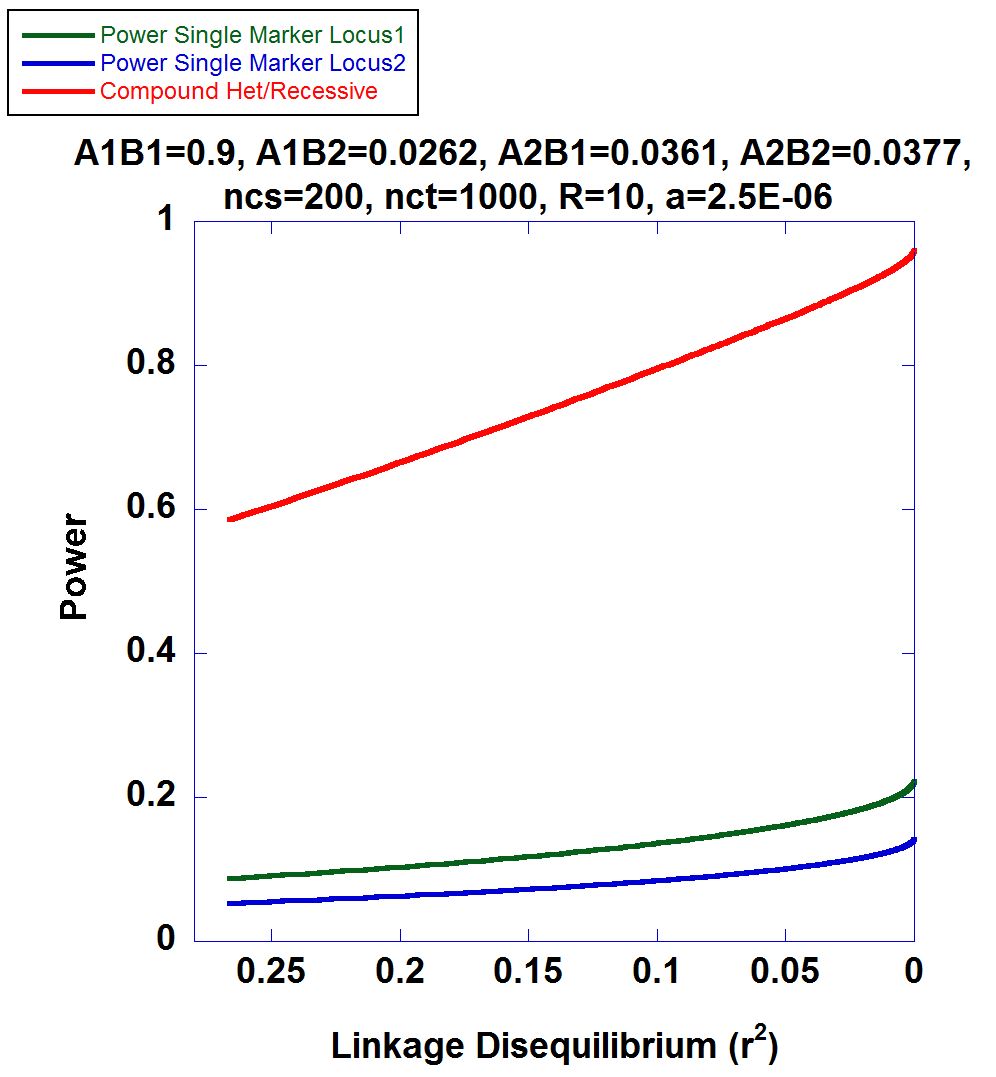 Power Single Marker Locus1
Power Single Marker Locus2
Compound Het/Recessive
A1B1=0.9, A1B2=0.0262, A2B1=0.0361, A2B2=0.0377,
ncs=200, nct=1000, R=10, a=2.5E-06
1
0.8
0.6
0.4
0.2
0
Power
0.25 0.2 0.15 0.1 0.05 0
Linkage Disequilibrium (r²)